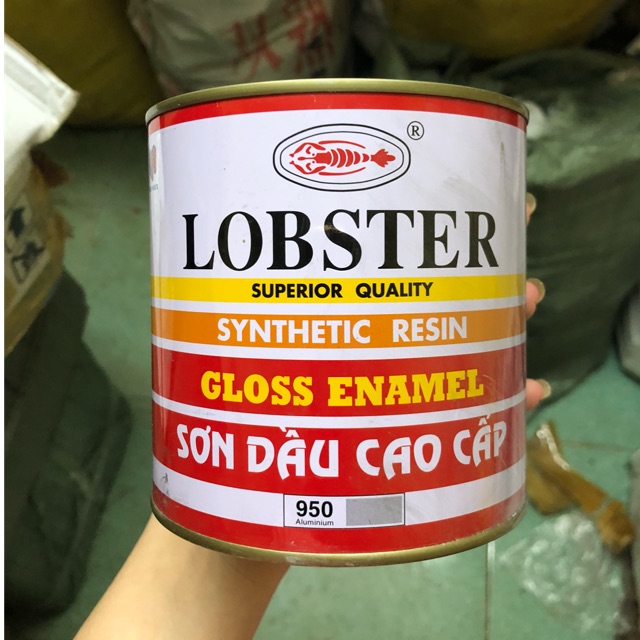 ®
LOBSTER
SUPERIOR QUALITY
SYNTHETIC RESIN
GLOSS ENAMEL
SƠN DẦU CAO CẤP
950
Aluminium